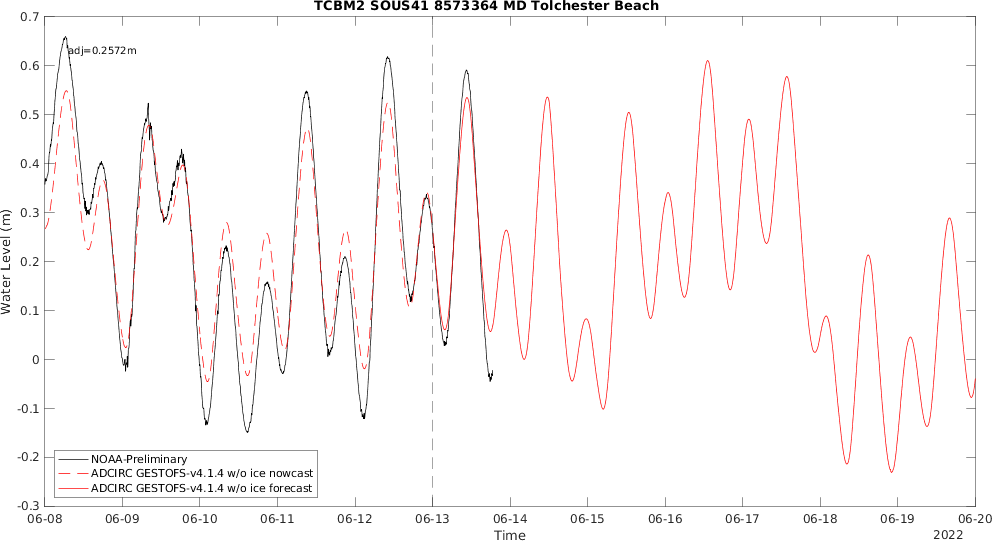 TCBM2 SOUS41 8573364 MD Tolchester Beach
0.7
adj=0.2572m
0.6
0.5
0.4
0.3
0.2
0.1
0
-0.1
-0.2
-0.3
Water Level (m)
NOAA-Preliminary
ADCIRC GESTOFS-v4.1.4 w/o ice nowcast
ADCIRC GESTOFS-v4.1.4 w/o ice forecast
06-08 06-09 06-10 06-11 06-12 06-13 06-14 06-15 06-16 06-17 06-18 06-19 06-20
Time
2022